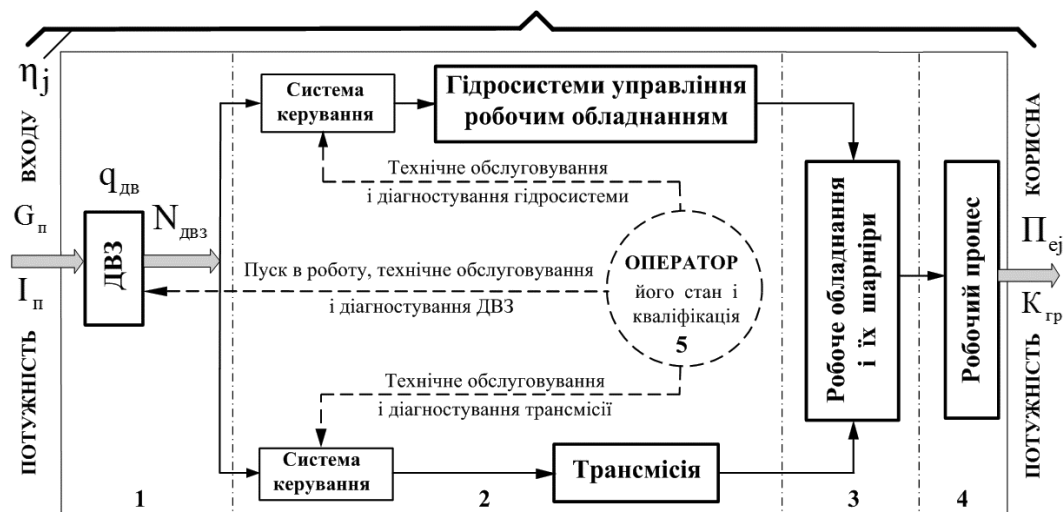 ηj
ПОТУЖНІСТЬ ВХОДУ
Gп
Iп
qдв
ДВЗ
Nдвз
1
Система
керування
Гідросистеми управління
робочим обладнанням
Технічне обслуговування
і діагностування гідросистеми
Пуск в роботу, технічне обслуговування
і діагностування ДВЗ
ОПЕРАТОР
його стан і
кваліфікація
5
Технічне обслуговування
і діагностування трансмісії
Система
керування
Трансмісія
2
Робоче обладнання
і їх шарніри
3
Робочий процес
4
ПОТУЖНІСТЬ КОРИСНА
Пеj
Кгр